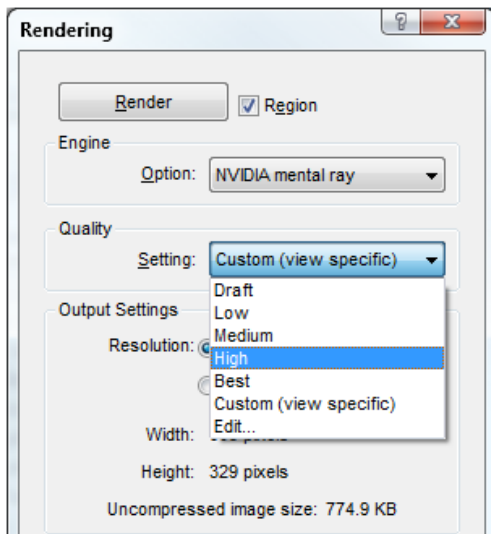 Rendering
Render Region
Engine
Option: NVIDIA mental ray
Quality
Setting: Custom (view specific)
Draft
Low
Output Settings
Medium
Resolution:
High
Best
Custom (view specific)
Edit...
Width:
Height: 329 pixels
Uncompressed image size: 774.9 KB